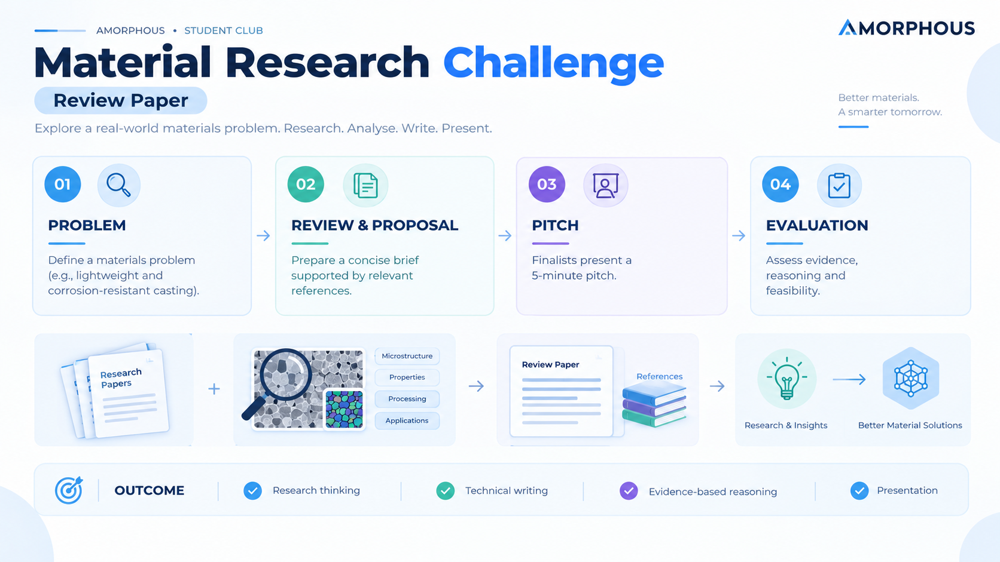 AMORPHOUS • STUDENT CLUB
AMORPHOUS
Material Research Challenge
Review Paper
Explore a real-world materials problem. Research. Analyse. Write. Present.
Better materials.
A smarter tomorrow.
01
PROBLEM
Define a materials problem
(e.g., lightweight and
corrosion-resistant casting).
02
REVIEW & PROPOSAL
Prepare a concise brief
supported by relevant
references.
03
PITCH
Finalists present a
5-minute pitch.
04
EVALUATION
Assess evidence,
reasoning and
feasibility.
Research
Papers
Microstructure
Properties
Processing
Applications
Review Paper
References
Research & Insights
Better Material Solutions
OUTCOME
Research thinking
Technical writing
Evidence-based reasoning
Presentation